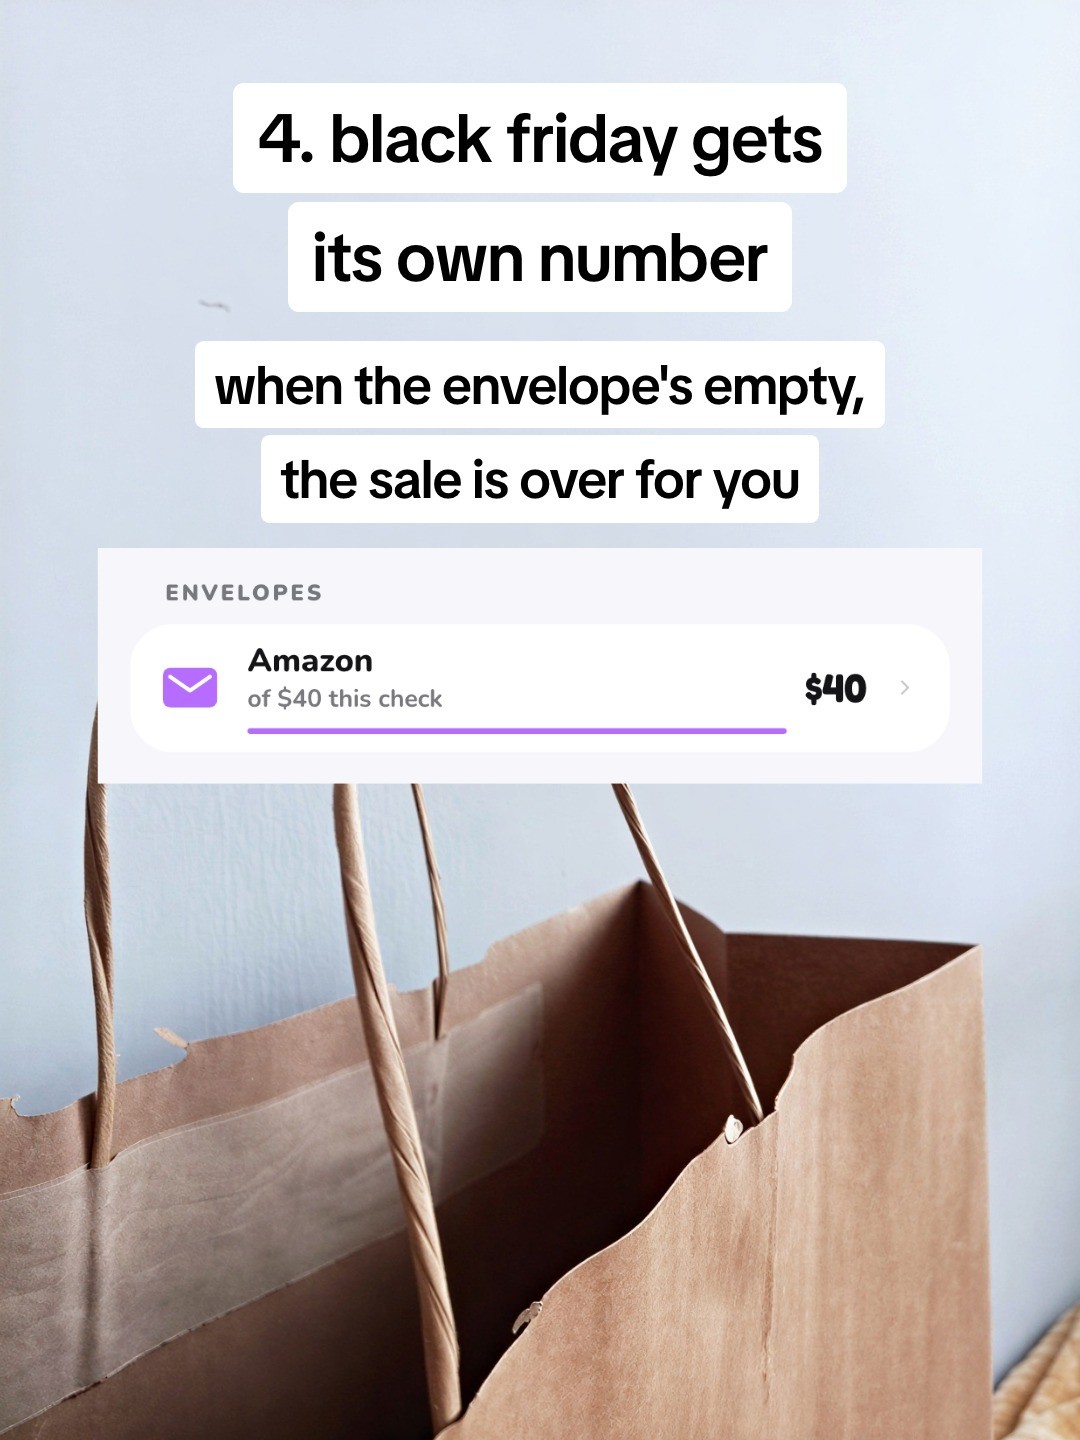 4. black friday gets
its own number
when the envelope's empty,
the sale is over for you
ENVELOPES
Amazon
of $40 this check
$40